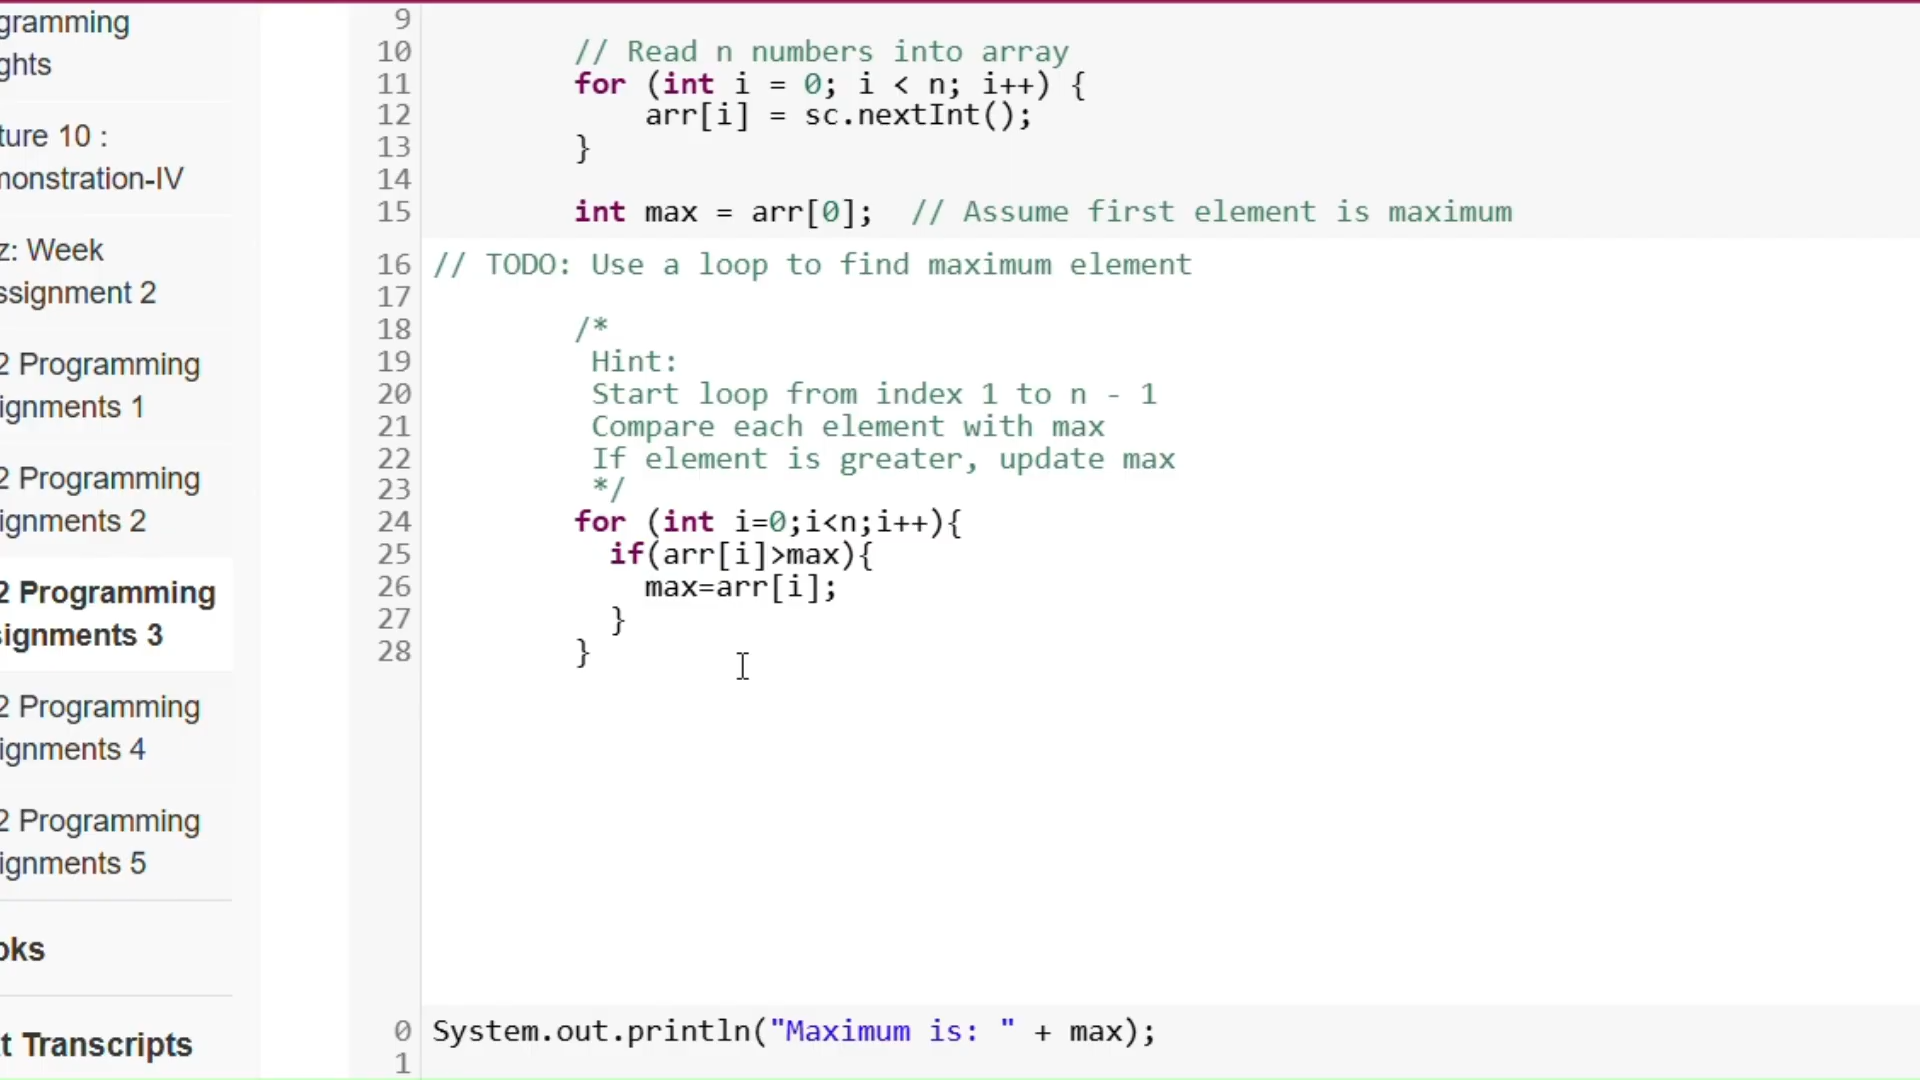 gramming
ghts
ture 10 :
monstration-IV
z: Week
ssignment 2
2 Programming
ignments 1
2 Programming
ignments 2
2 Programming
signments 3
2 Programming
ignments 4
2 Programming
ignments 5
oks
t Transcripts
9
10 // Read n numbers into array
11 for (int i = 0; i < n; i++) {
12 arr[i] = sc.nextInt();
13 }
14
15 int max = arr[0]; // Assume first element is maximum
16 // TODO: Use a loop to find maximum element
17
18 /*
19 Hint:
20 Start loop from index 1 to n - 1
21 Compare each element with max
22 If element is greater, update max
23 */
24 for (int i=0;i<n;i++){
25 if(arr[i]>max){
26 max=arr[i];
27 }
28 }
0 System.out.println("Maximum is: " + max);
1